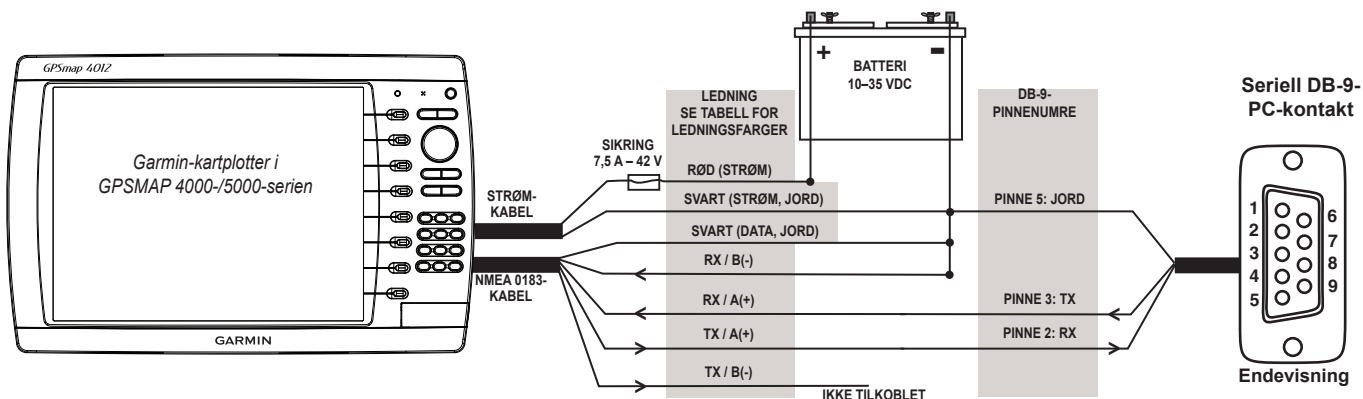 GPSmap 4012
Garmin-kartplotter i
GPSMAP 4000-/5000-serien
GARMIN
STRØM-
KABEL
NMEA 0183-
KABEL
SIKRING
7,5 A – 42 V
LEDNING
SE TABELL FOR
LEDNINGSFARGER
RØD (STRØM)
SVART (STRØM, JORD)
SVART (DATA, JORD)
RX / B(-)
RX / A(+)
TX / A(+)
TX / B(-)
IKKE TILKOBLET
+
-
BATTERI
10–35 VDC
DB-9-
PINNENUMRE
PINNE 5: JORD
PINNE 3: TX
PINNE 2: RX
Seriell DB-9-
PC-kontakt
1
2
3
4
5
6
7
8
9
Endevisning